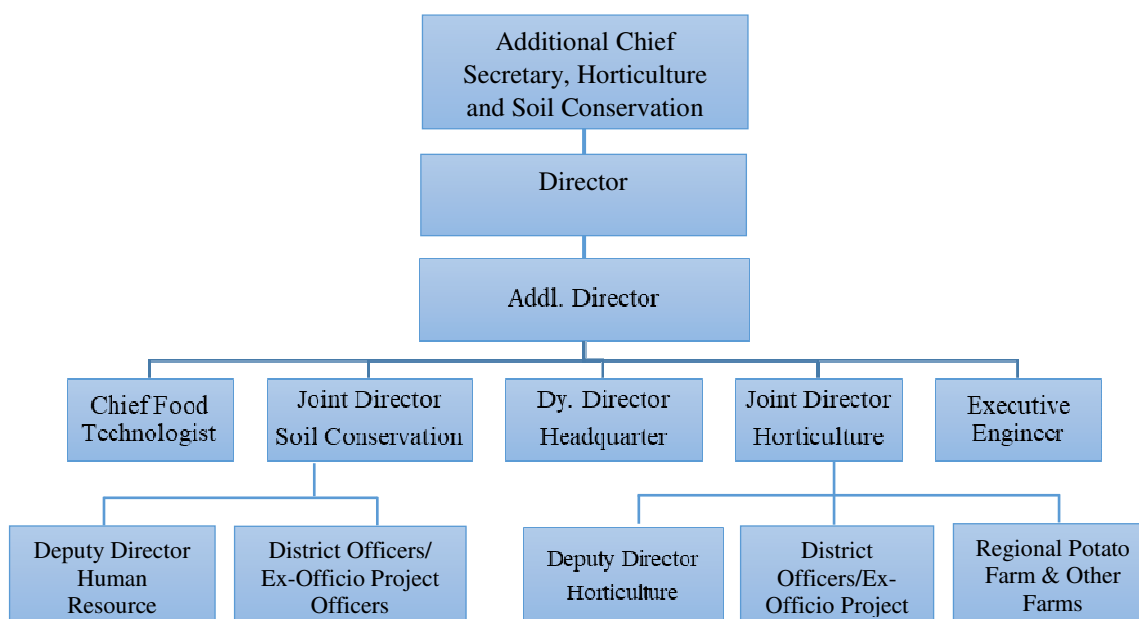 Additional Chief
Secretary, Horticulture
and Soil Conservation
Director
Addl. Director
Chief Food
Technologist
Joint Director
Soil Conservation
Dy. Director
Headquarter
Joint Director
Horticulture
Executive
Engineer
Deputy Director
Human
Resource
District Officers/
Ex-Officio Project
Officers
Deputy Director
Horticulture
District
Officers/Ex-
Officio Project
Regional Potato
Farm & Other
Farms